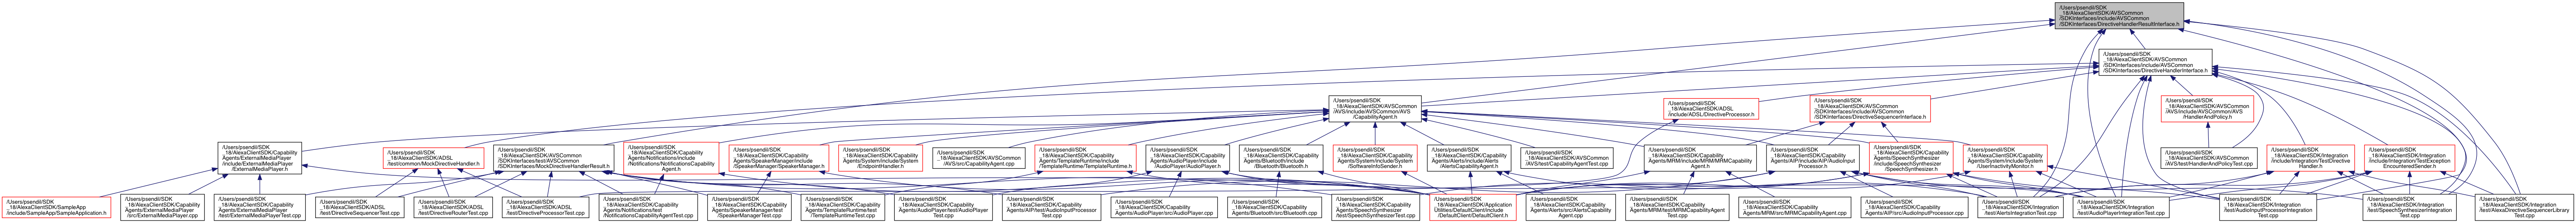 /Users/psendil/SDK
_18/AlexaClientSDK/AVSCommon
/SDKInterfaces/include/AVSCommon
/SDKInterfaces/DirectiveHandlerResultInterface.h
/Users/psendil/SDK
_18/AlexaClientSDK/AVSCommon
/SDKInterfaces/include/AVSCommon
/SDKInterfaces/DirectiveHandlerInterface.h
/Users/psendil/SDK
_18/AlexaClientSDK/AVSCommon
/AVS/include/AVSCommon/AVS
/CapabilityAgent.h
/Users/psendil/SDK
_18/AlexaClientSDK/ADSL
/include/ADSL/DirectiveProcessor.h
/Users/psendil/SDK
_18/AlexaClientSDK/AVSCommon
/SDKInterfaces/include/AVSCommon
/SDKInterfaces/DirectiveSequencerInterface.h
/Users/psendil/SDK
_18/AlexaClientSDK/AVSCommon
/AVS/include/AVSCommon/AVS
/HandlerAndPolicy.h
/Users/psendil/SDK
_18/AlexaClientSDK/Capability
Agents/ExternalMediaPlayer
/include/ExternalMediaPlayer
/ExternalMediaPlayer.h
/Users/psendil/SDK
_18/AlexaClientSDK/ADSL
/test/common/MockDirectiveHandler.h
/Users/psendil/SDK
_18/AlexaClientSDK/AVSCommon
/SDKInterfaces/test/AVSCommon
/SDKInterfaces/MockDirectiveHandlerResult.h
/Users/psendil/SDK
_18/AlexaClientSDK/Capability
Agents/Notifications/include
/Notifications/NotificationsCapability
Agent.h
/Users/psendil/SDK
_18/AlexaClientSDK/Capability
Agents/SpeakerManager/include
/SpeakerManager/SpeakerManager.h
/Users/psendil/SDK
_18/AlexaClientSDK/Capability
Agents/System/include/System
/EndpointHandler.h
/Users/psendil/SDK
_18/AlexaClientSDK/AVSCommon
/AVS/src/CapabilityAgent.cpp
/Users/psendil/SDK
_18/AlexaClientSDK/Capability
Agents/TemplateRuntime/include
/TemplateRuntime/TemplateRuntime.h
/Users/psendil/SDK
_18/AlexaClientSDK/Capability
Agents/AudioPlayer/include
/AudioPlayer/AudioPlayer.h
/Users/psendil/SDK
_18/AlexaClientSDK/Capability
Agents/Bluetooth/include
/Bluetooth/Bluetooth.h
/Users/psendil/SDK
_18/AlexaClientSDK/Capability
Agents/System/include/System
/SoftwareInfoSender.h
/Users/psendil/SDK
_18/AlexaClientSDK/Capability
Agents/Alerts/include/Alerts
/AlertsCapabilityAgent.h
/Users/psendil/SDK
_18/AlexaClientSDK/AVSCommon
/AVS/test/CapabilityAgentTest.cpp
/Users/psendil/SDK
_18/AlexaClientSDK/Capability
Agents/MRM/include/MRM/MRMCapability
Agent.h
/Users/psendil/SDK
_18/AlexaClientSDK/Capability
Agents/AIP/include/AIP/AudioInput
Processor.h
/Users/psendil/SDK
_18/AlexaClientSDK/Capability
Agents/SpeechSynthesizer
/include/SpeechSynthesizer
/SpeechSynthesizer.h
/Users/psendil/SDK
_18/AlexaClientSDK/Capability
Agents/System/include/System
/UserInactivityMonitor.h
/Users/psendil/SDK
_18/AlexaClientSDK/AVSCommon
/AVS/test/HandlerAndPolicyTest.cpp
/Users/psendil/SDK
_18/AlexaClientSDK/Integration
/include/Integration/TestDirective
Handler.h
/Users/psendil/SDK
_18/AlexaClientSDK/Integration
/include/Integration/TestException
EncounteredSender.h
/Users/psendil/SDK
_18/AlexaClientSDK/SampleApp
/include/SampleApp/SampleApplication.h
/Users/psendil/SDK
_18/AlexaClientSDK/Capability
Agents/ExternalMediaPlayer
/src/ExternalMediaPlayer.cpp
/Users/psendil/SDK
_18/AlexaClientSDK/Capability
Agents/ExternalMediaPlayer
/test/ExternalMediaPlayerTest.cpp
/Users/psendil/SDK
_18/AlexaClientSDK/ADSL
/test/DirectiveSequencerTest.cpp
/Users/psendil/SDK
_18/AlexaClientSDK/ADSL
/test/DirectiveRouterTest.cpp
/Users/psendil/SDK
_18/AlexaClientSDK/ADSL
/test/DirectiveProcessorTest.cpp
/Users/psendil/SDK
_18/AlexaClientSDK/Capability
Agents/Notifications/test
/NotificationsCapabilityAgentTest.cpp
/Users/psendil/SDK
_18/AlexaClientSDK/Capability
Agents/SpeakerManager/test
/SpeakerManagerTest.cpp
/Users/psendil/SDK
_18/AlexaClientSDK/Capability
Agents/TemplateRuntime/test
/TemplateRuntimeTest.cpp
/Users/psendil/SDK
_18/AlexaClientSDK/Capability
Agents/AudioPlayer/test/AudioPlayer
Test.cpp
/Users/psendil/SDK
_18/AlexaClientSDK/Capability
Agents/AIP/test/AudioInputProcessor
Test.cpp
/Users/psendil/SDK
_18/AlexaClientSDK/Capability
Agents/AudioPlayer/src/AudioPlayer.cpp
/Users/psendil/SDK
_18/AlexaClientSDK/Capability
Agents/Bluetooth/src/Bluetooth.cpp
/Users/psendil/SDK
_18/AlexaClientSDK/Capability
Agents/SpeechSynthesizer
/test/SpeechSynthesizerTest.cpp
/Users/psendil/SDK
_18/AlexaClientSDK/Application
Utilities/DefaultClient/include
/DefaultClient/DefaultClient.h
/Users/psendil/SDK
_18/AlexaClientSDK/Capability
Agents/Alerts/src/AlertsCapability
Agent.cpp
/Users/psendil/SDK
_18/AlexaClientSDK/Capability
Agents/MRM/test/MRMCapabilityAgent
Test.cpp
/Users/psendil/SDK
_18/AlexaClientSDK/Capability
Agents/MRM/src/MRMCapabilityAgent.cpp
/Users/psendil/SDK
_18/AlexaClientSDK/Capability
Agents/AIP/src/AudioInputProcessor.cpp
/Users/psendil/SDK
_18/AlexaClientSDK/Integration
/test/AlertsIntegrationTest.cpp
/Users/psendil/SDK
_18/AlexaClientSDK/Integration
/test/AudioPlayerIntegrationTest.cpp
/Users/psendil/SDK
_18/AlexaClientSDK/Integration
/test/AudioInputProcessorIntegration
Test.cpp
/Users/psendil/SDK
_18/AlexaClientSDK/Integration
/test/SpeechSynthesizerIntegration
Test.cpp
/Users/psendil/SDK
_18/AlexaClientSDK/Integration
/test/AlexaDirectiveSequencerLibrary
Test.cpp